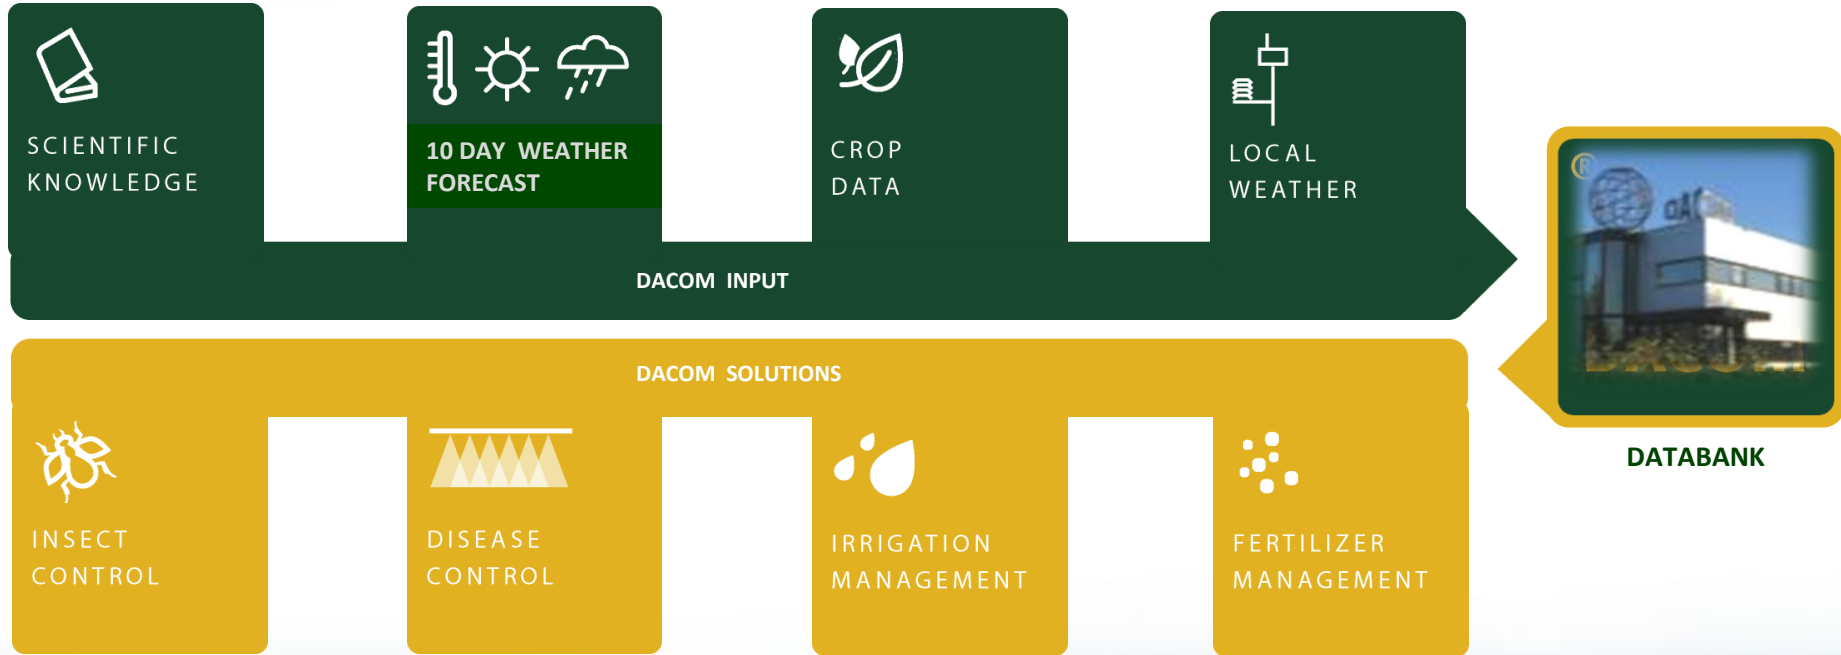 SCIENTIFIC
KNOWLEDGE
10 DAY WEATHER
FORECAST
CROP
DATA
LOCAL
WEATHER
DACOM INPUT
®
DACOM
DATABANK
DACOM SOLUTIONS
INSECT
CONTROL
DISEASE
CONTROL
IRRIGATION
MANAGEMENT
FERTILIZER
MANAGEMENT